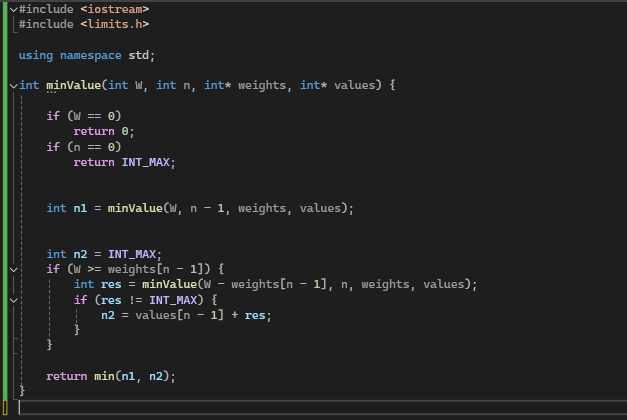 #include <iostream>
#include <limits.h>
using namespace std;
int minValue(int W, int n, int* weights, int* values) {
if (W == 0)
return 0;
if (n == 0)
return INT_MAX;
int n1 = minValue(W, n - 1, weights, values);
int n2 = INT_MAX;
if (W >= weights[n - 1]) {
int res = minValue(W - weights[n - 1], n, weights, values);
if (res != INT_MAX) {
n2 = values[n - 1] + res;
}
}
return min(n1, n2);
}